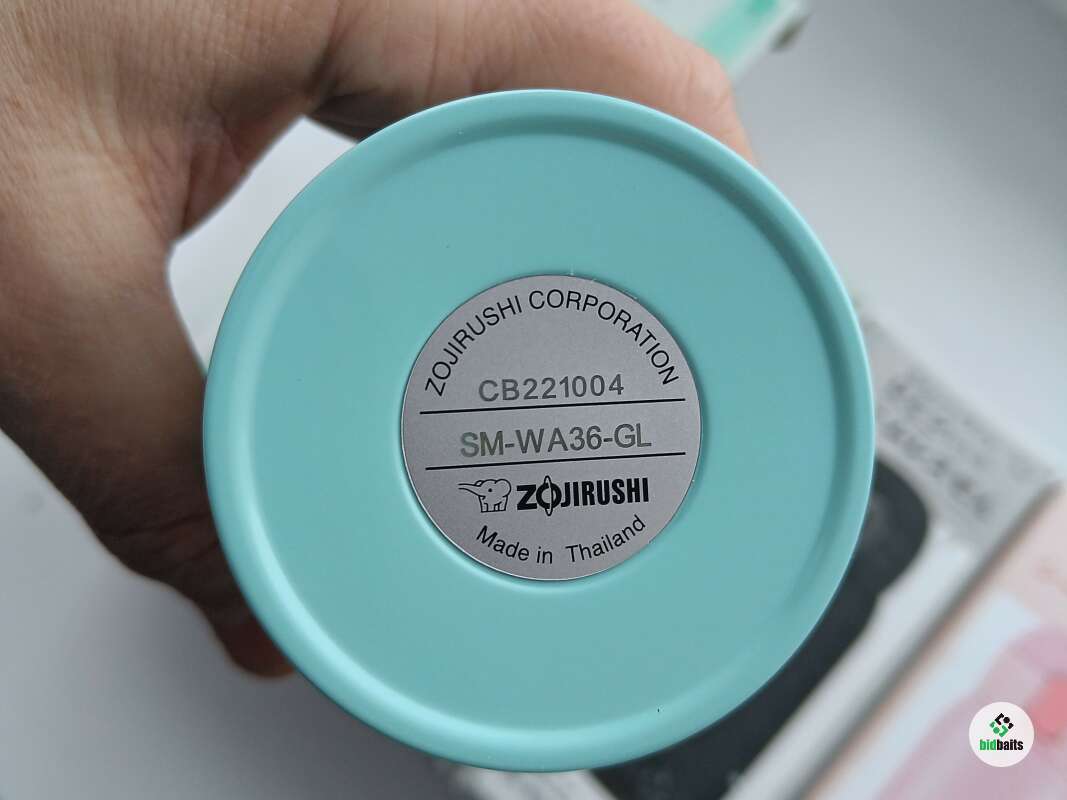 ZOJIRUSHI CORPORATION
CB221004
SM-WA36-GL
ZOJIRUSHI
Made in Thailand
bidbaits